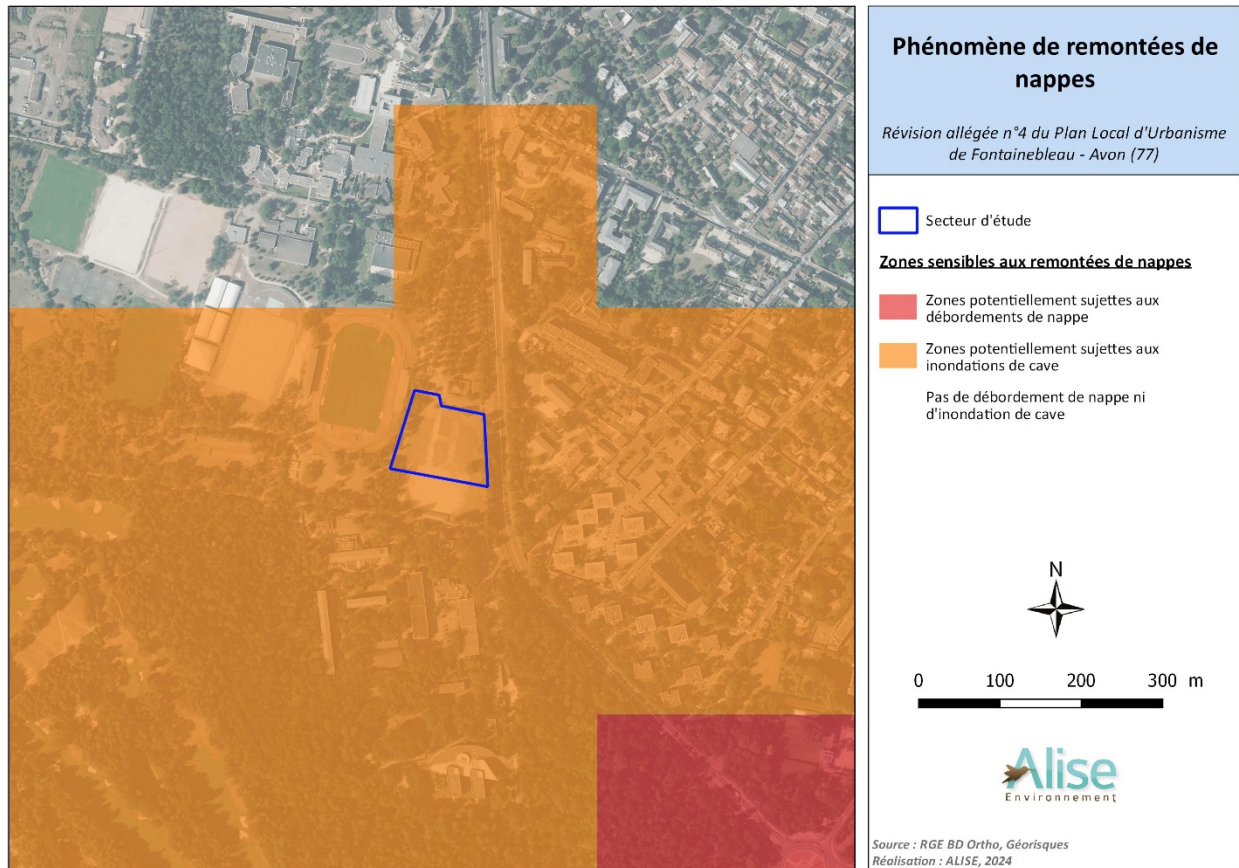 Phénomène de remontées de
nappes
Révision allégée n°4 du Plan Local d'Urbanisme
de Fontainebleau - Avon (77)
Secteur d'étude
Zones sensibles aux remontées de nappes
Zones potentiellement sujettes aux
débordements de nappe
Zones potentiellement sujettes aux
inondations de cave
Pas de débordement de nappe ni
d'inondation de cave
N
0 100 200 300 m
Alise
Environnement
Source : RGE BD Ortho, Géorisques
Réalisation : ALISE, 2024